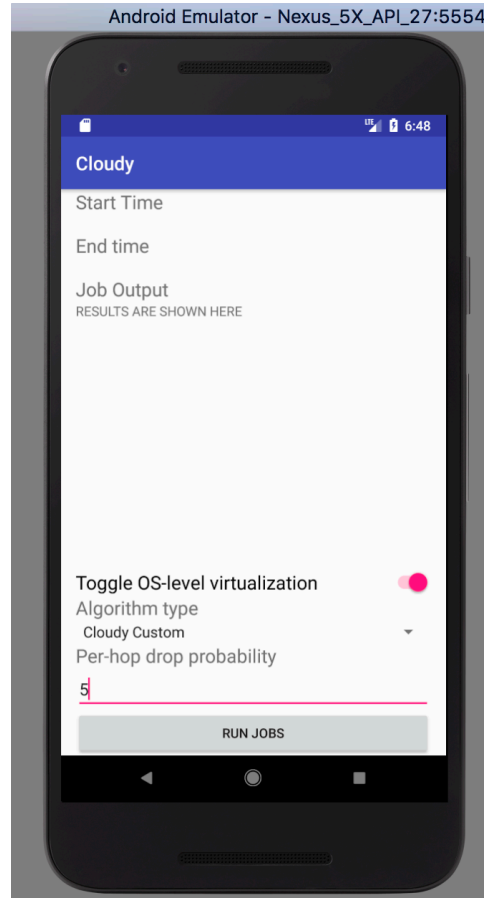 Android Emulator - Nexus_5X_API_27:5554
LTE 6:48
Cloudy
Start Time
End time
Job Output
RESULTS ARE SHOWN HERE
Toggle OS-level virtualization
Algorithm type
Cloudy Custom
Per-hop drop probability
5
RUN JOBS